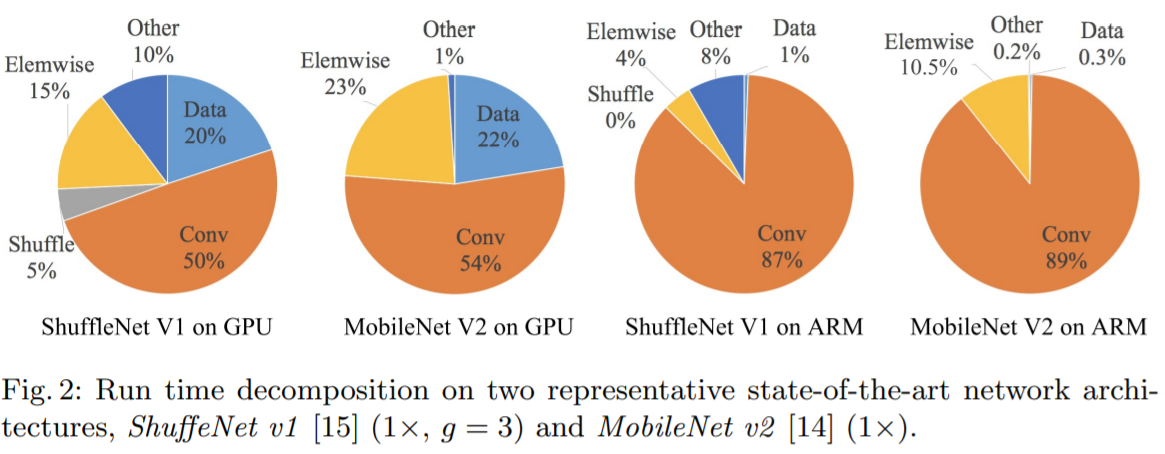 Other
10%
Elemwise
15%
Data
20%
Conv
50%
Shuffle
5%
ShuffleNet V1 on GPU
Other
1%
Elemwise
23%
Data
22%
Conv
54%
MobileNet V2 on GPU
Elemwise
4%
Other
8%
Data
1%
Shuffle
0%
Conv
87%
ShuffleNet V1 on ARM
Elemwise
10.5%
Other
0.2%
Data
0.3%
Conv
89%
MobileNet V2 on ARM
Fig. 2: Run time decomposition on two representative state-of-the-art network archi-
tectures, ShuffeNet v1 [15] (1×, g = 3) and MobileNet v2 [14] (1×).